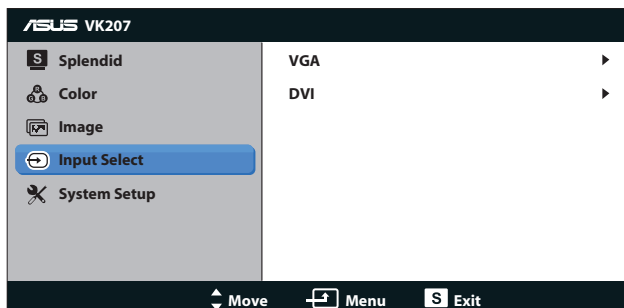 ASUS VK207
S Splendid
R G B Color
Image
Input Select
System Setup
VGA
DVI
Move
Menu
S Exit